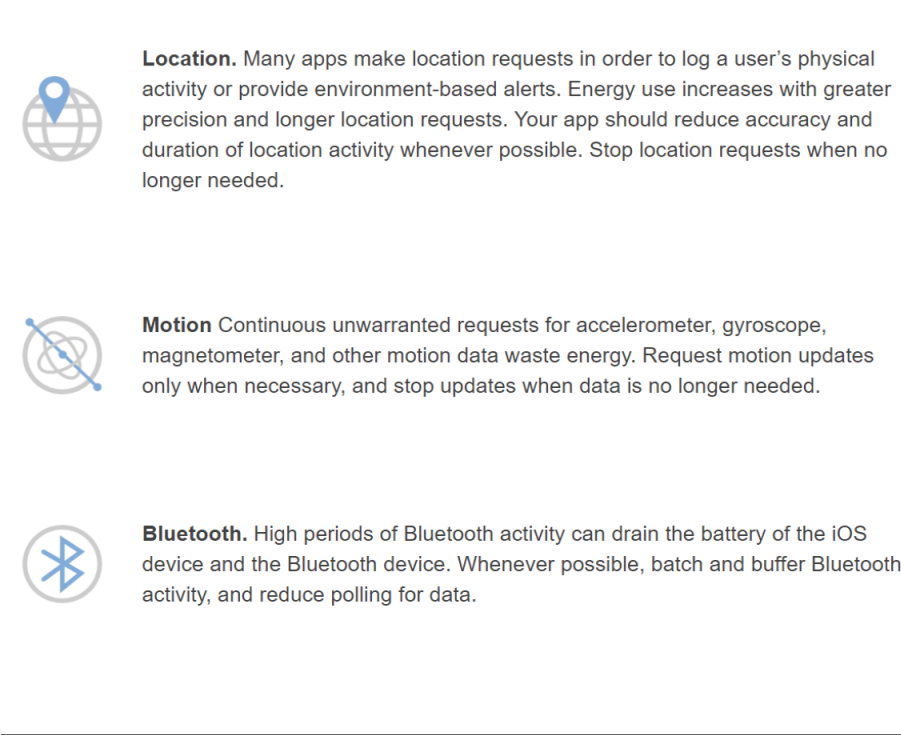 Location. Many apps make location requests in order to log a user’s physical
activity or provide environment-based alerts. Energy use increases with greater
precision and longer location requests. Your app should reduce accuracy and
duration of location activity whenever possible. Stop location requests when no
longer needed.
Motion Continuous unwarranted requests for accelerometer, gyroscope,
magnetometer, and other motion data waste energy. Request motion updates
only when necessary, and stop updates when data is no longer needed.
Bluetooth. High periods of Bluetooth activity can drain the battery of the iOS
device and the Bluetooth device. Whenever possible, batch and buffer Bluetooth
activity, and reduce polling for data.